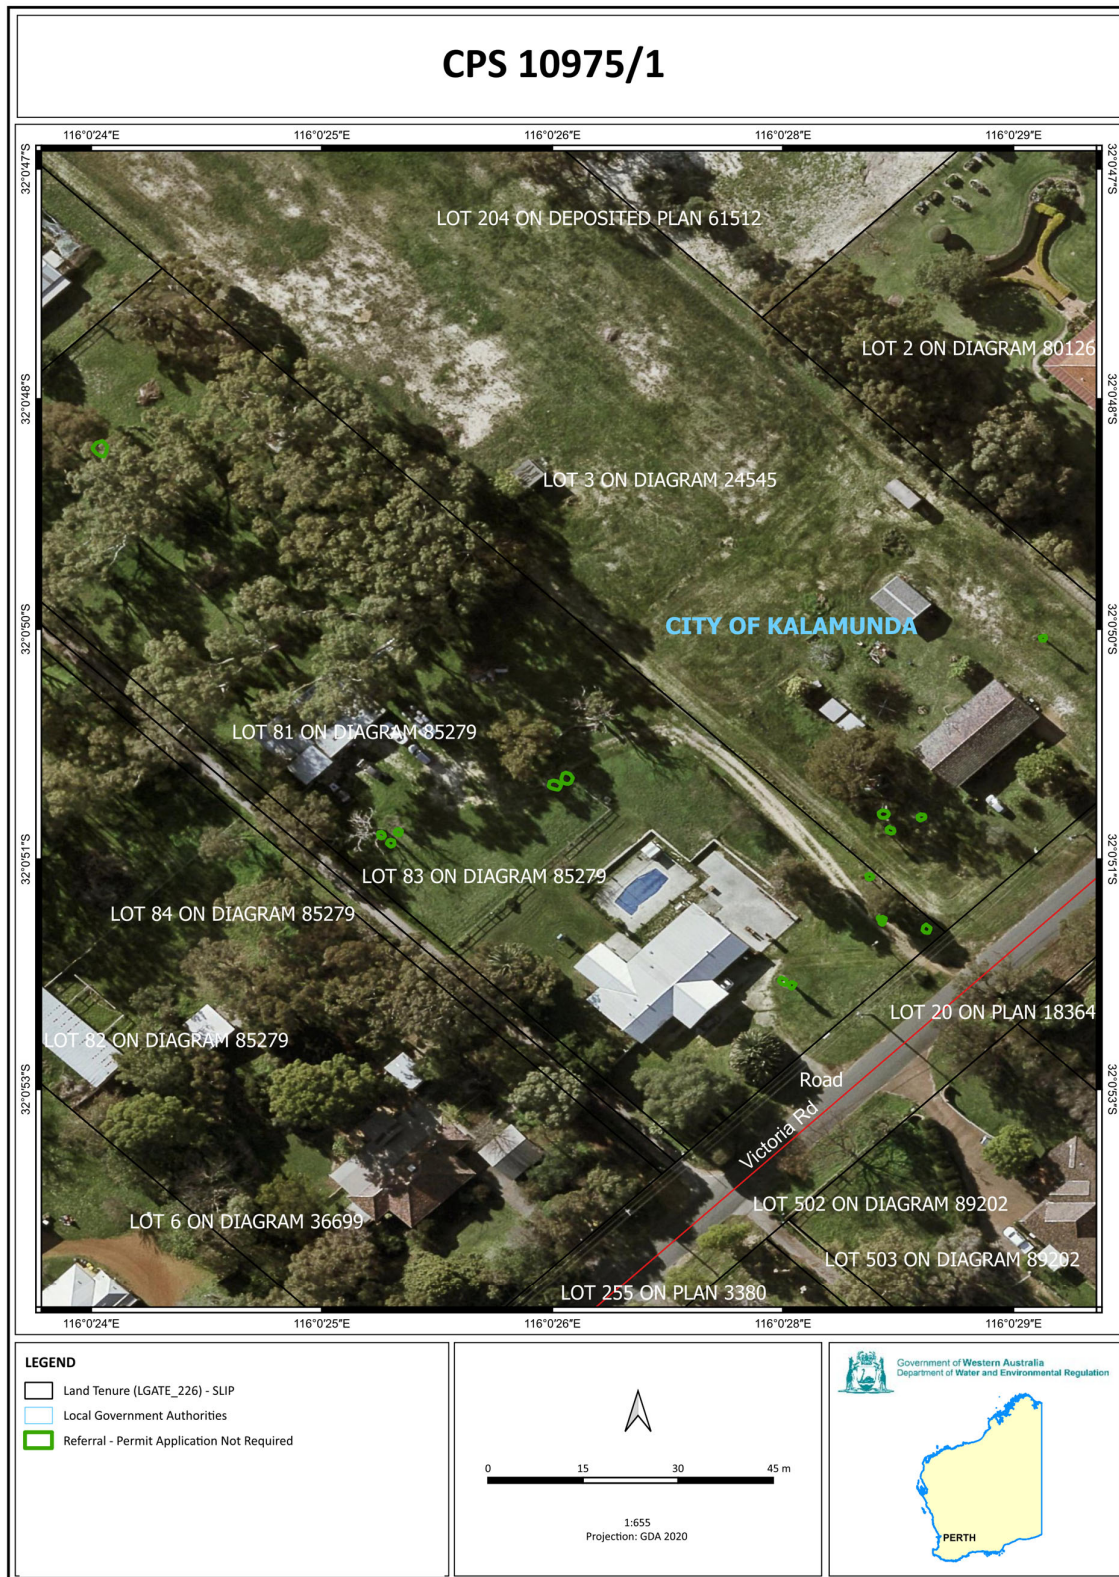 CPS 10975/1
116°0'24"E
116°0'25"E
116°0'26"E
116°0'28"E
116°0'29"E
32°0'47"S
32°0'47"S
LOT 204 ON DEPOSITED PLAN 61512
LOT 2 ON DIAGRAM 80126
32°0'48"S
32°0'48"S
LOT 3 ON DIAGRAM 24545
CITY OF KALAMUNDA
32°0'50"S
32°0'50"S
LOT 81 ON DIAGRAM 85279
32°0'51"S
32°0'51"S
LOT 83 ON DIAGRAM 85279
LOT 84 ON DIAGRAM 85279
LOT 20 ON PLAN 18364
LOT 82 ON DIAGRAM 85279
Road
32°0'53"S
32°0'53"S
Victoria Rd
LOT 502 ON DIAGRAM 89202
LOT 6 ON DIAGRAM 36699
LOT 503 ON DIAGRAM 89202
LOT 255 ON PLAN 3380
116°0'24"E
116°0'25"E
116°0'26"E
116°0'28"E
116°0'29"E
LEGEND
Land Tenure (LGATE_226) - SLIP
Local Government Authorities
Referral - Permit Application Not Required
0 15 30 45 m
1:655
Projection: GDA 2020
Government of Western Australia
Department of Water and Environmental Regulation
PERTH